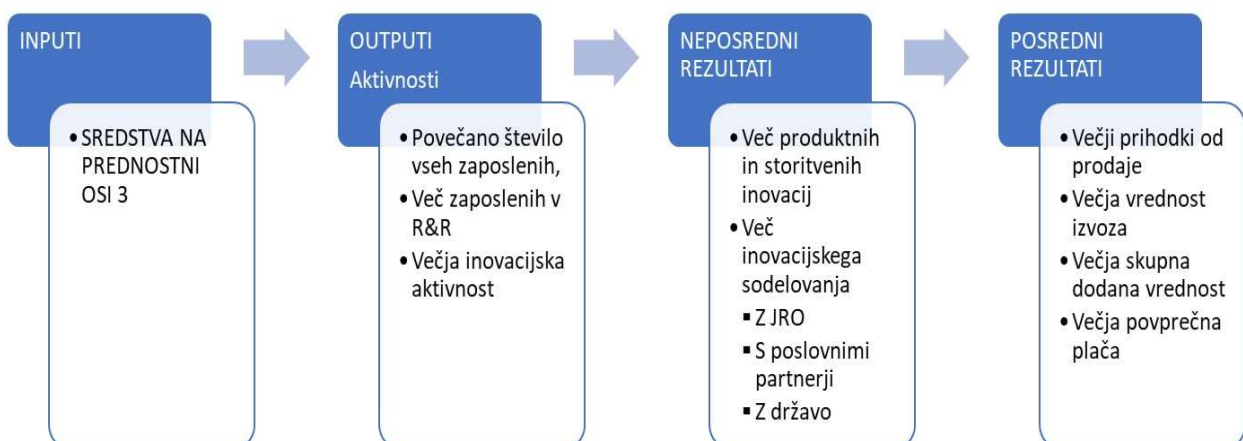 INPUTI
• SREDSTVA NA
PREDNOSTNI
OSI 3
OUTPUTI
Aktivnosti
• Povečano število
vseh zaposlenih,
• Več zaposlenih v
R&R
• Večja inovacijska
aktivnost
NEPOSREDNI
REZULTATI
• Več produktnih
in storitvenih
inovacij
• Več
inovacijskega
sodelovanja
▪ Z JRO
▪ S poslovnimi
partnerji
▪ Z državo
POSREDNI
REZULTATI
• Večji prihodki od
prodaje
• Večja vrednost
izvoza
• Večja skupna
dodana vrednost
• Večja povprečna
plača